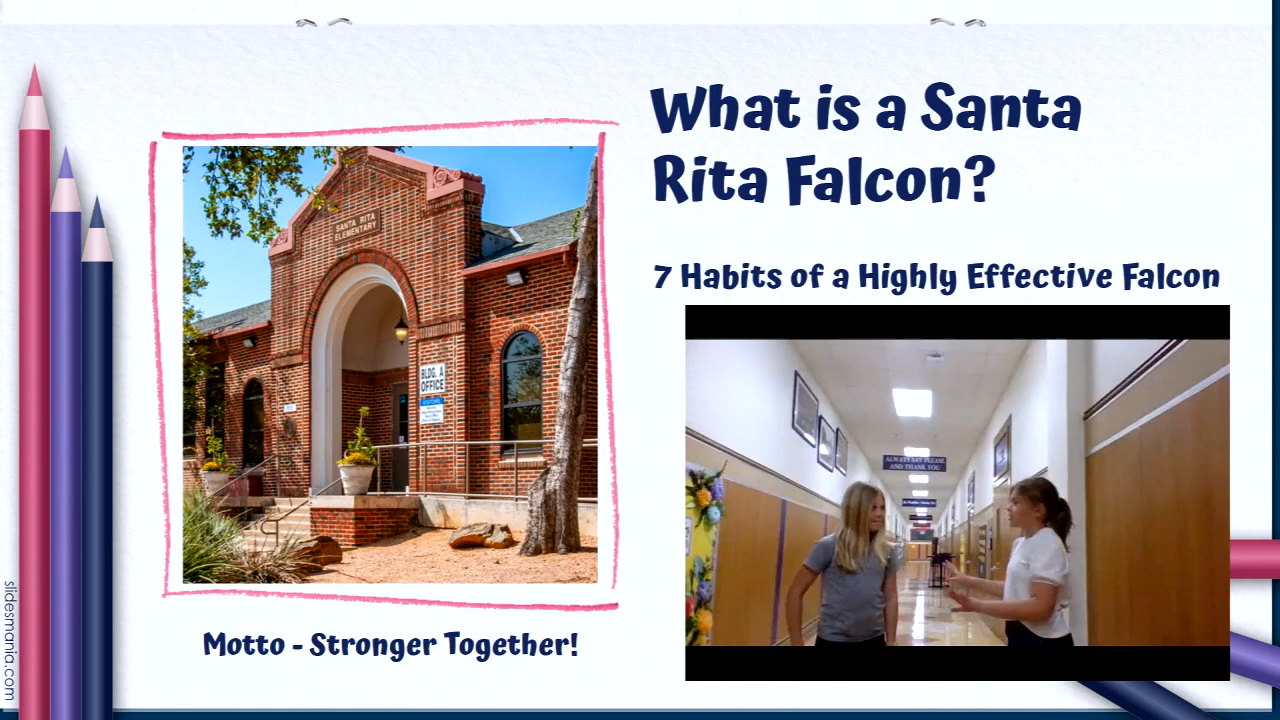 What is a Santa
Rita Falcon?
7 Habits of a Highly Effective Falcon
SANTA RITA
ELEMENTARY
BLDG. A
OFFICE
VISITORS
ALWAYS SAY PLEASE
AND THANK YOU
Motto - Stronger Together!
slidesmania.com